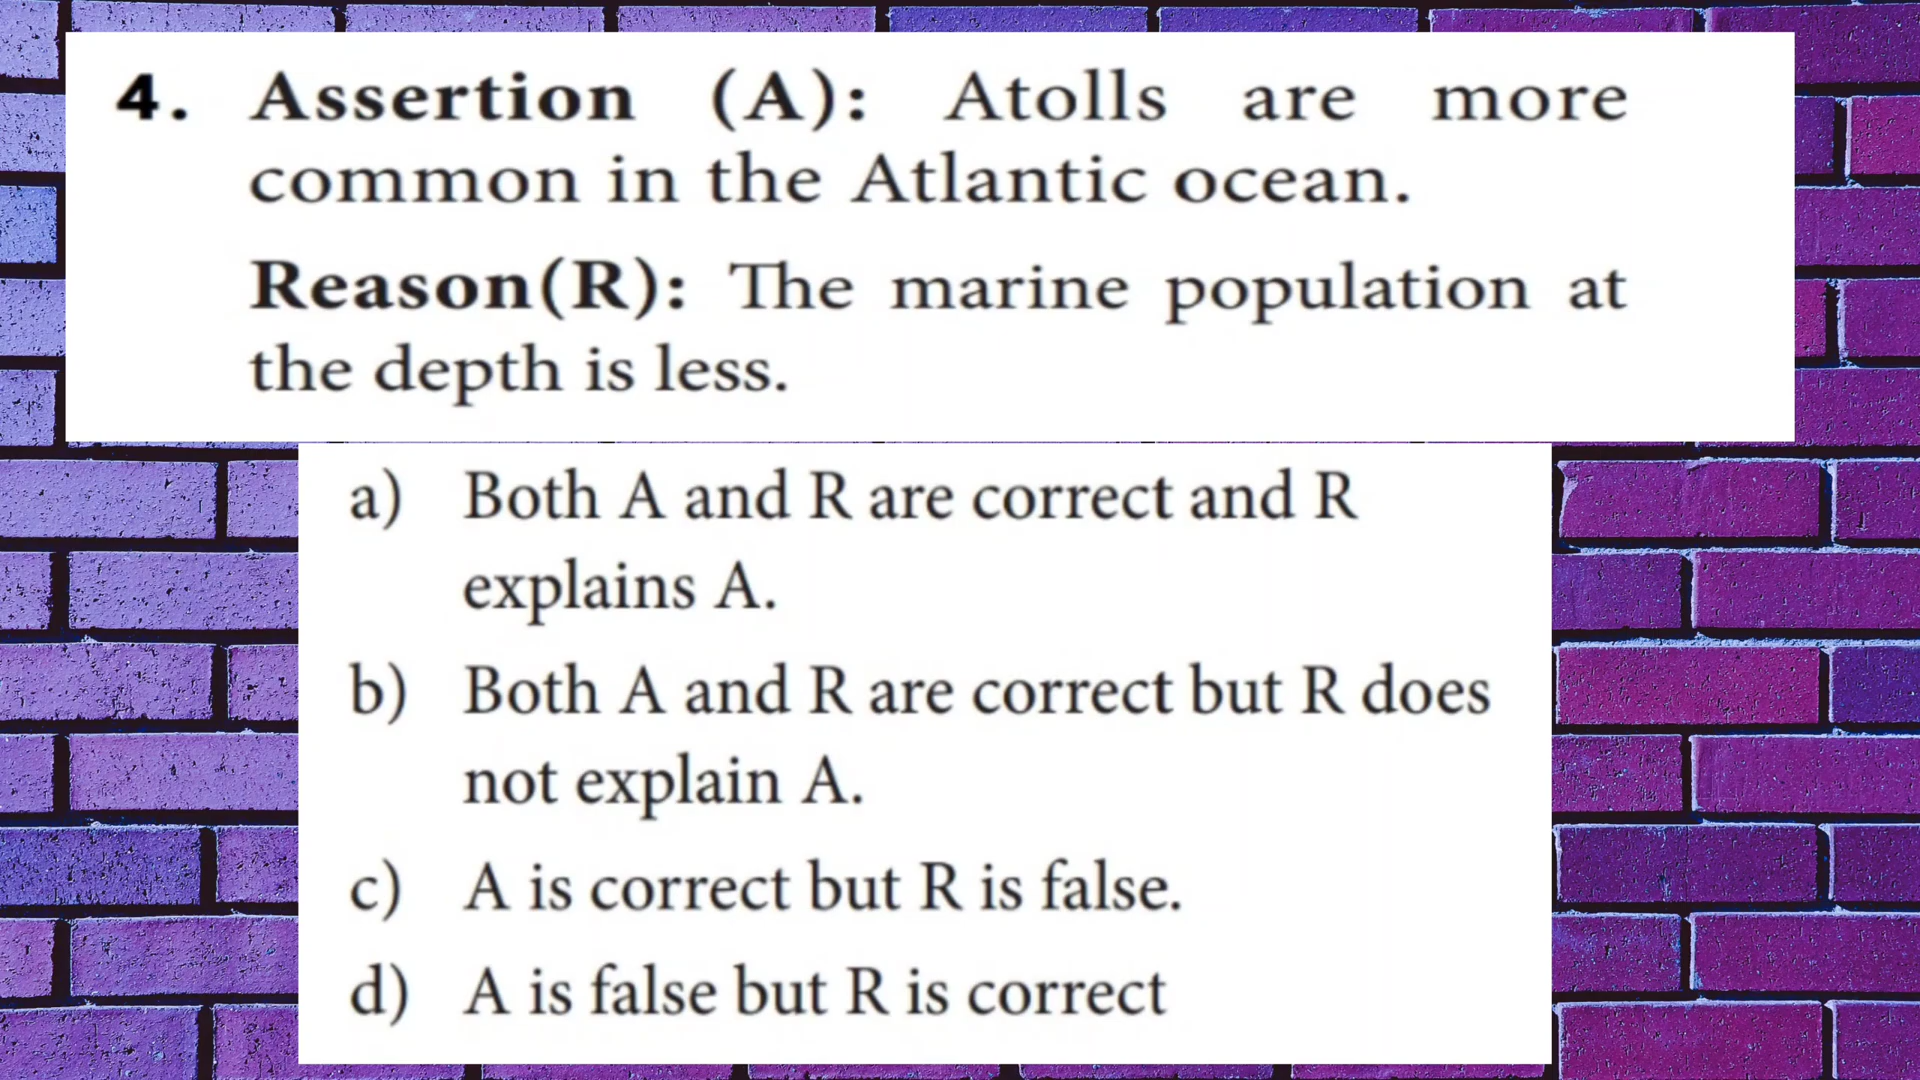 4. Assertion (A): Atolls are more
common in the Atlantic ocean.
Reason(R): The marine population at
the depth is less.
a) Both A and R are correct and R
explains A.
b) Both A and R are correct but R does
not explain A.
c) A is correct but R is false.
d) A is false but R is correct